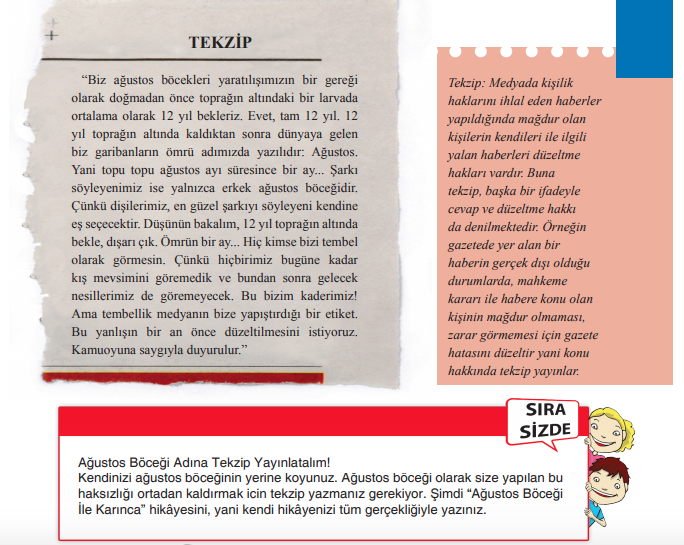 TEKZİP
“Biz ağustos böcekleri yaratılışımızın bir gereği
olarak doğmadan önce toprağın altındaki bir larvada
ortalama olarak 12 yıl bekleriz. Evet, tam 12 yıl. 12
yıl toprağın altında kaldıktan sonra dünyaya gelen
biz garibanların ömrü adımızda yazılıdır: Ağustos.
Yani topu topu ağustos ayı süresince bir ay... Şarkı
söyleyenimiz ise yalnızca erkek ağustos böceğidir.
Çünkü dişilerimiz, en güzel şarkıyı söyleyeni kendine
eş seçecektir. Düşünün bakalım, 12 yıl toprağın altında
bekle, dışarı çık. Ömrün bir ay... Hiç kimse bizi tembel
olarak görmesin. Çünkü hiçbirimiz bugüne kadar
kış mevsimini göremedik ve bundan sonra gelecek
nesillerimiz de göremeyecek. Bu bizim kaderimiz!
Ama tembellik medyanın bize yapıştırdığı bir etiket.
Bu yanlışın bir an önce düzeltilmesini istiyoruz.
Kamuoyuna saygıyla duyurulur.”
Tekzip: Medyada kişilik
haklarını ihlal eden haberler
yapıldığında mağdur olan
kişilerin kendileri ile ilgili
yalan haberleri düzeltme
hakları vardır. Buna
tekzip, başka bir ifadeyle
cevap ve düzeltme hakkı
da denilmektedir. Örneğin
gazetede yer alan bir
haberin gerçek dışı olduğu
durumlarda, mahkeme
kararı ile habere konu olan
kişinin mağdur olmaması,
zarar görmemesi için gazete
hatasını düzeltir yani konu
hakkında tekzip yayınlar.
SIRA
SİZDE
Ağustos Böceği Adına Tekzip Yayınlatalım!
Kendinizi ağustos böceğinin yerine koyunuz. Ağustos böceği olarak size yapılan bu
haksızlığı ortadan kaldırmak icin tekzip yazmanız gerekiyor. Şimdi “Ağustos Böceği
İle Karınca” hikâyesini, yani kendi hikâyenizi tüm gerçekliğiyle yazınız.